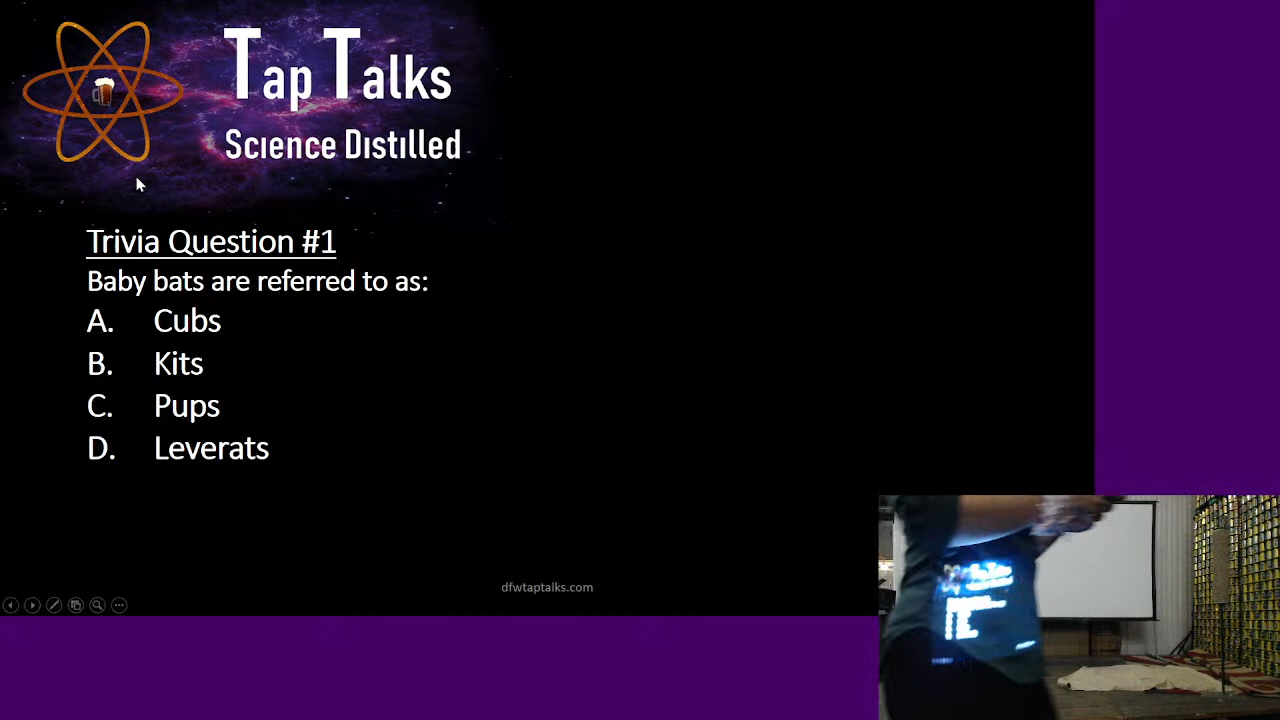 Tap Talks
Science Distilled
Trivia Question #1
Baby bats are referred to as:
A. Cubs
B. Kits
C. Pups
D. Leverats
dfwtaptalks.com